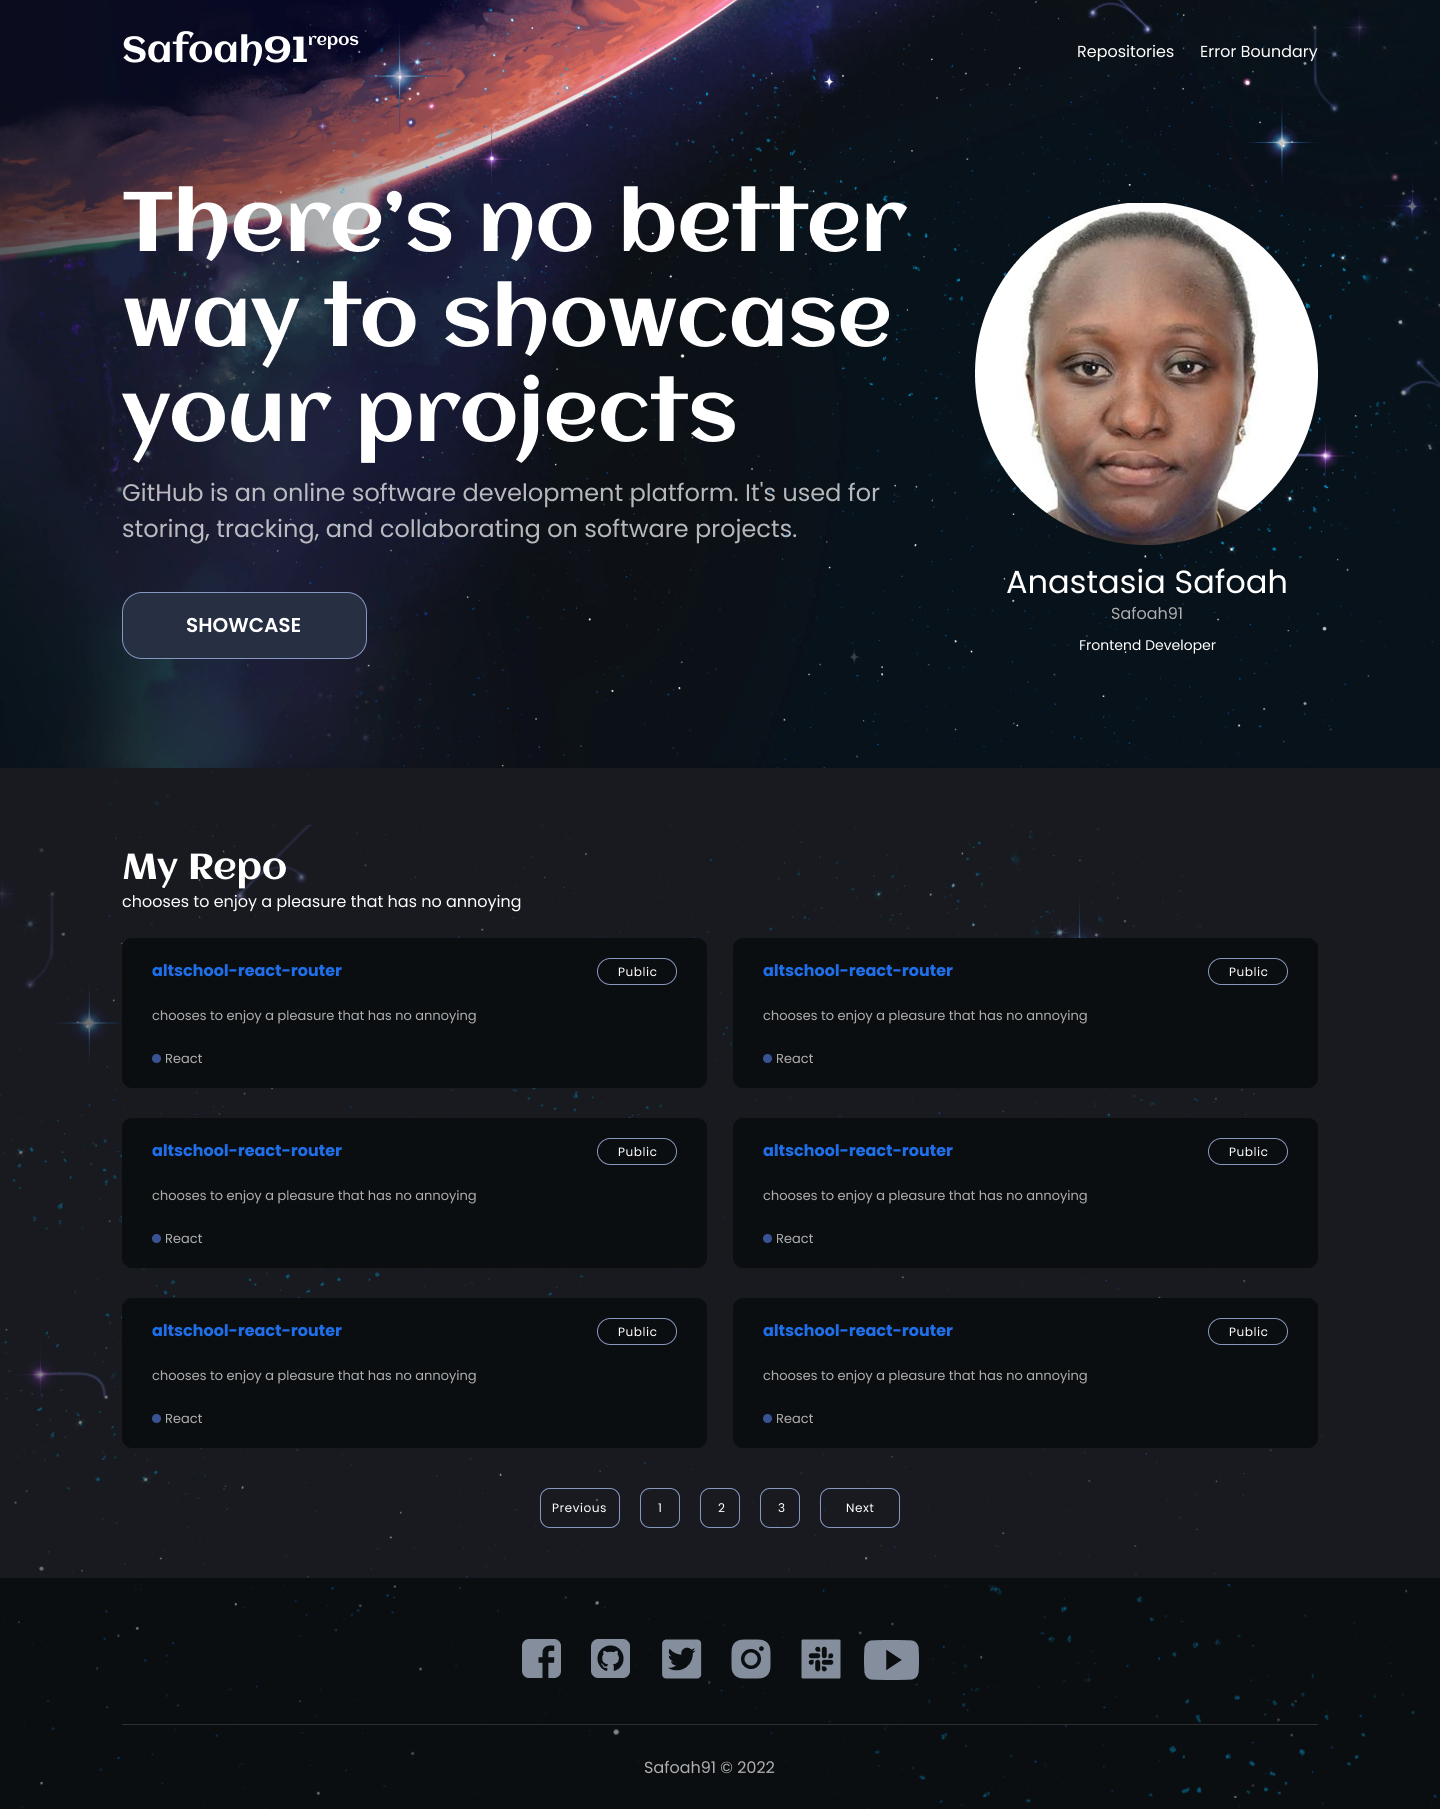 Safoah91repos
Repositories Error Boundary
There's no better
way to showcase
your projects
GitHub is an online software development platform. It's used for
storing, tracking, and collaborating on software projects.
SHOWCASE
Anastasia Safoah
Safoah91
Frontend Developer
My Repo
chooses to enjoy a pleasure that has no annoying
altschool-react-router
Public
chooses to enjoy a pleasure that has no annoying
React
altschool-react-router
Public
chooses to enjoy a pleasure that has no annoying
React
altschool-react-router
Public
chooses to enjoy a pleasure that has no annoying
React
altschool-react-router
Public
chooses to enjoy a pleasure that has no annoying
React
altschool-react-router
Public
chooses to enjoy a pleasure that has no annoying
React
altschool-react-router
Public
chooses to enjoy a pleasure that has no annoying
React
Previous 1 2 3 Next
Safoah91 © 2022